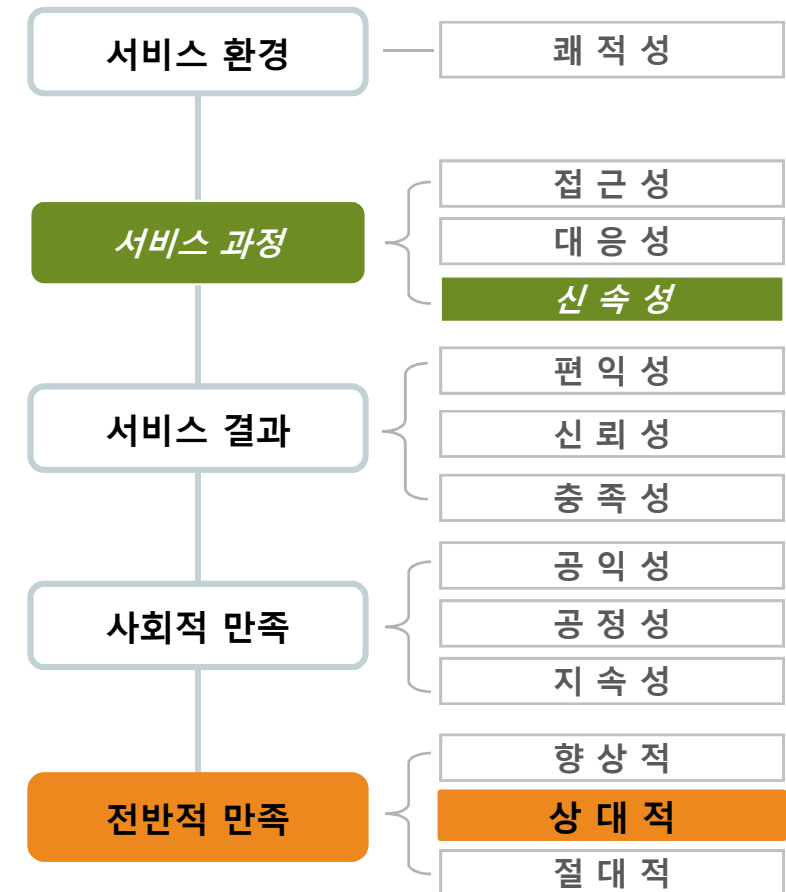 서비스 환경
쾌 적 성
서비스 과정
접 근 성
대 응 성
신 속 성
서비스 결과
편 익 성
신 뢰 성
충 족 성
사회적 만족
공 익 성
공 정 성
지 속 성
전반적 만족
향 상 적
상 대 적
절 대 적